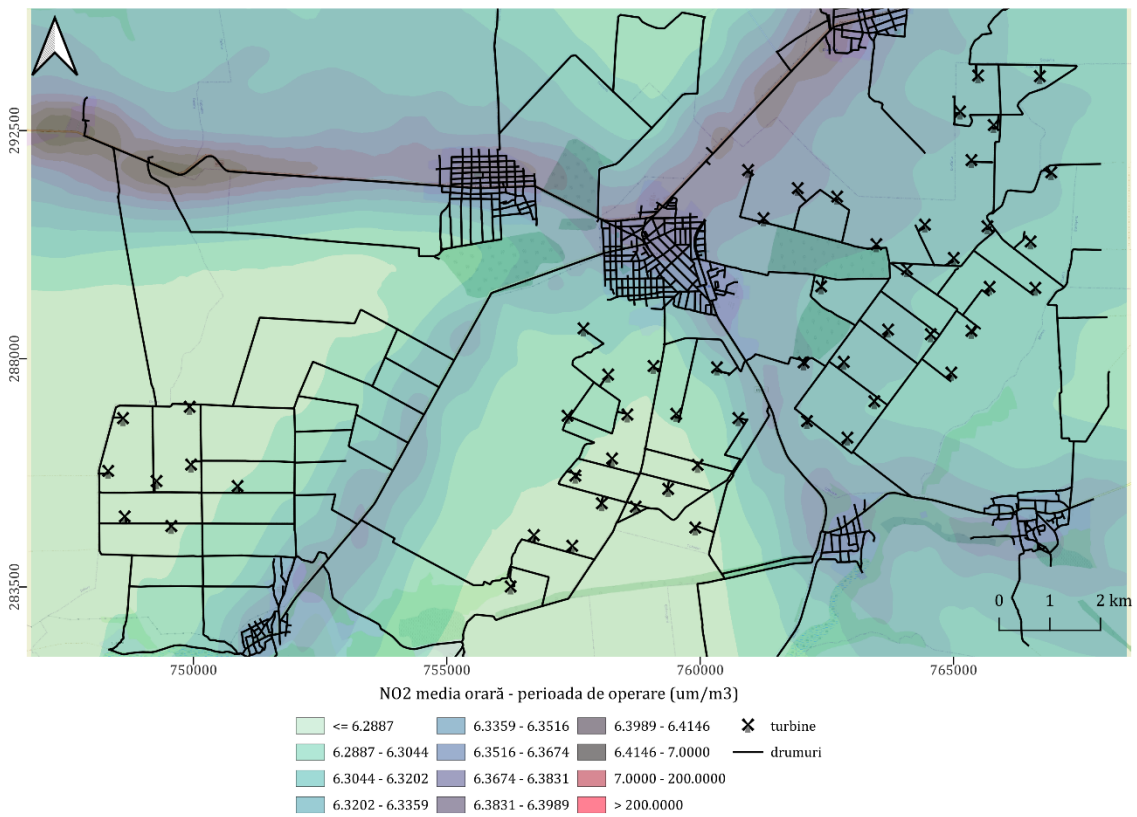 292500
288000
283500
0 1 2 km
750000 755000 760000 765000
NO2 media orară - perioada de operare (um/m3)
<= 6.2887 6.3359 - 6.3516 6.3989 - 6.4146 turbine
6.2887 - 6.3044 6.3516 - 6.3674 6.4146 - 7.0000 drumuri
6.3044 - 6.3202 6.3674 - 6.3831 7.0000 - 200.0000
6.3202 - 6.3359 6.3831 - 6.3989 > 200.0000